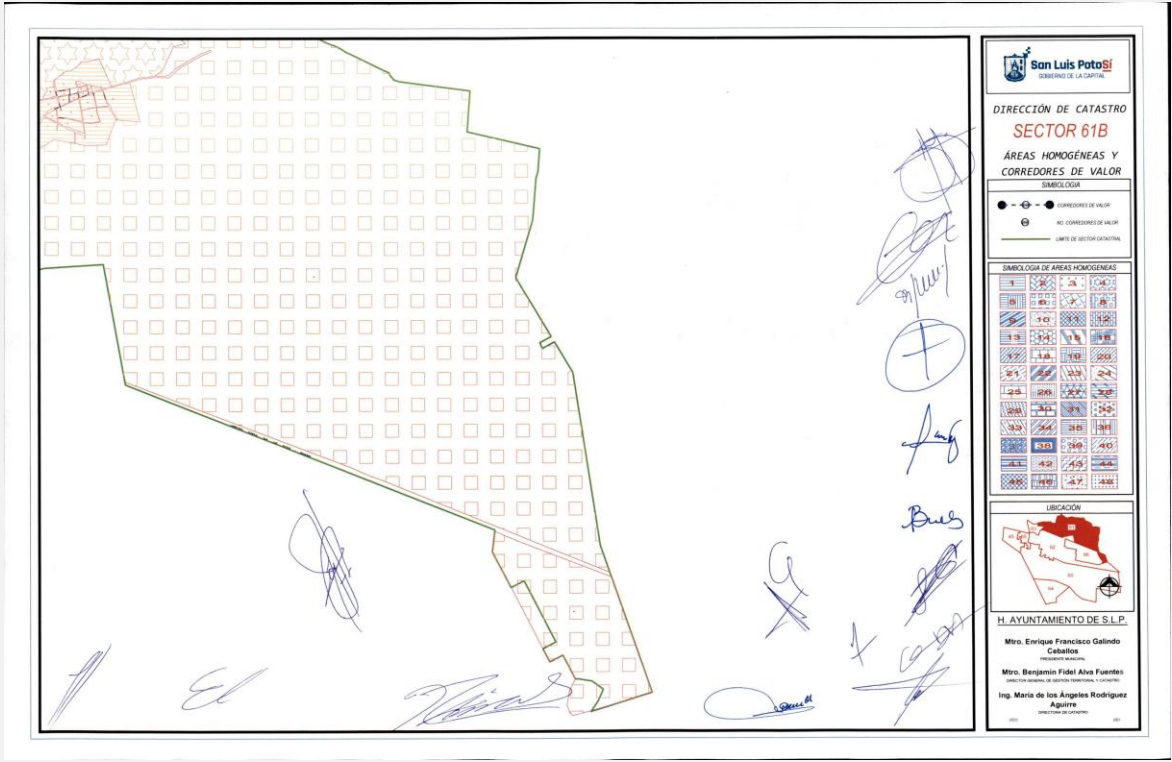 San Luis Potosí
GOBIERNO DE LA CAPITAL
DIRECCIÓN DE CATASTRO
SECTOR 61B
ÁREAS HOMOGÉNEAS Y
CORREDORES DE VALOR
SIMBOLOGIA
CORREDORES DE VALOR
NO. CORREDORES DE VALOR
LIMITE DE SECTOR CATASTRAL
SIMBOLOGIA DE AREAS HOMOGENEAS
1 2 3 4
5 6 7 8
9 10 11 12
13 14 15 16
17 18 19 20
21 22 23 24
25 26 27 28
29 30 31 32
33 34 35 36
37 38 39 40
41 42 43 44
45 46 47 48
UBICACIÓN
61
H. AYUNTAMIENTO DE S.L.P.
Mtro. Enrique Francisco Galindo
Ceballos
PRESIDENTE MUNICIPAL
Mtro. Benjamin Fidel Alva Fuentes
DIRECTOR GENERAL DE GESTIÓN TERRITORIAL Y CATASTRO
Ing. María de los Ángeles Rodríguez
Aguirre
DIRECTORA DE CATASTRO